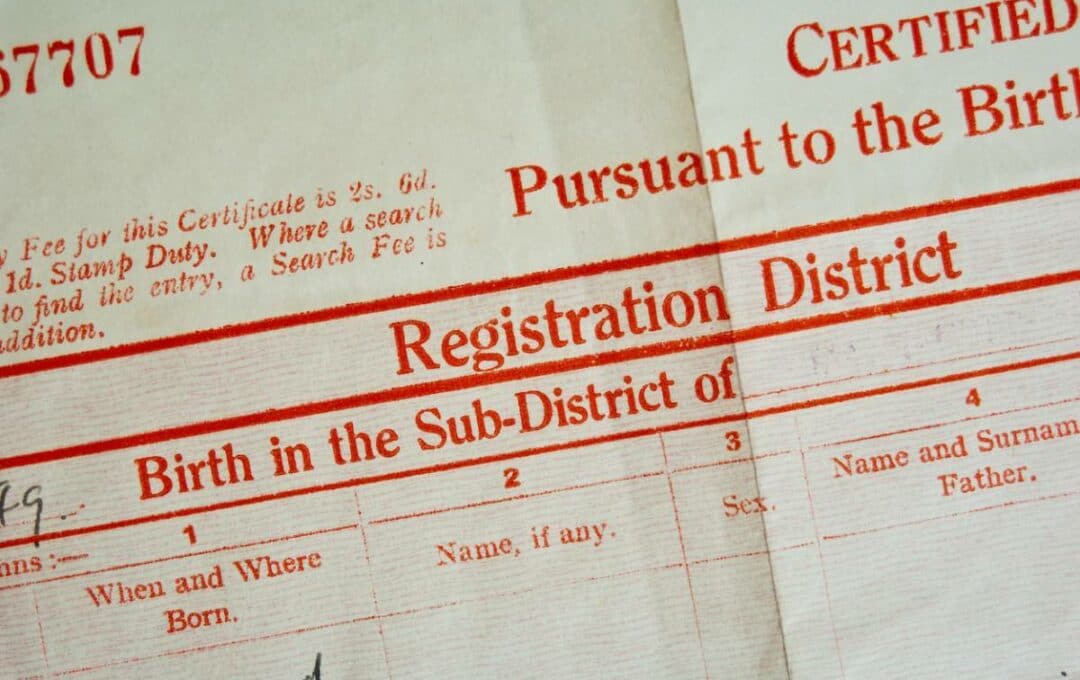 67707
CERTIFIED
Pursuant to the Birth
y Fee for this Certificate is 2s. 6d.
1d. Stamp Duty. Where a search
to find the entry, a Search Fee is
addition.
Registration District
Birth in the Sub-District of
49.
1 2 3 4
nns :—
When and Where
Born.
Name, if any.
Sex.
Name and Surnam
Father.